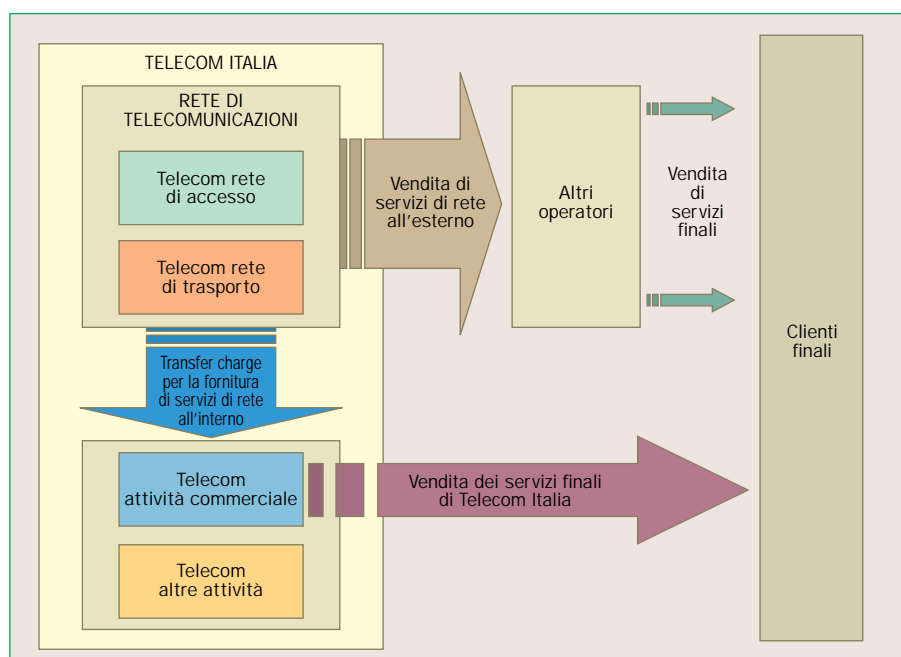 TELECOM ITALIA
RETE DI
TELECOMUNICAZIONI
Telecom rete
di accesso
Telecom rete
di trasporto
Vendita di
servizi di rete
all'esterno
Altri
operatori
Vendita
di
servizi
finali
Clienti
finali
Transfer charge
per la fornitura
di servizi di rete
all'interno
Telecom
attività commerciale
Vendita dei servizi finali
di Telecom Italia
Telecom
altre attività